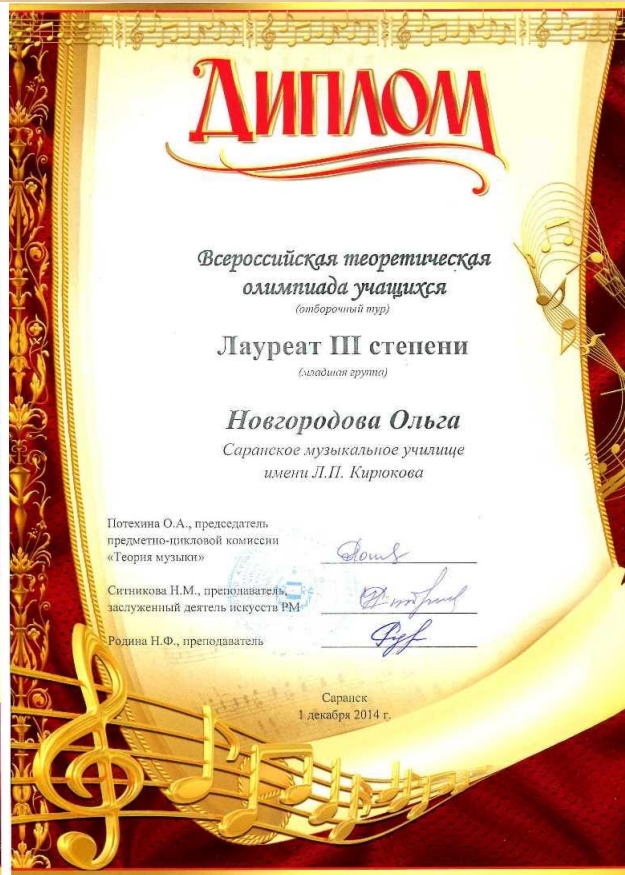 Диплом
Всероссийская теоретическая
олимпиада учащихся
(отборочный тур)
Лауреат III степени
(младшая группа)
Новгородова Ольга
Саранское музыкальное училище
имени Л.П. Кирюкова
Потехина О.А., председатель
предметно-цикловой комиссии
«Теория музыки»
Ситникова Н.М., преподаватель,
заслуженный деятель искусств РМ
Родина Н.Ф., преподаватель
Саранск
1 декабря 2014 г.